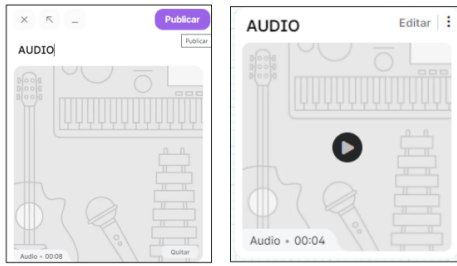 Publicar
Publicar
AUDIO
Audio • 00:08
Quitar
AUDIO
Editar
Audio • 00:04